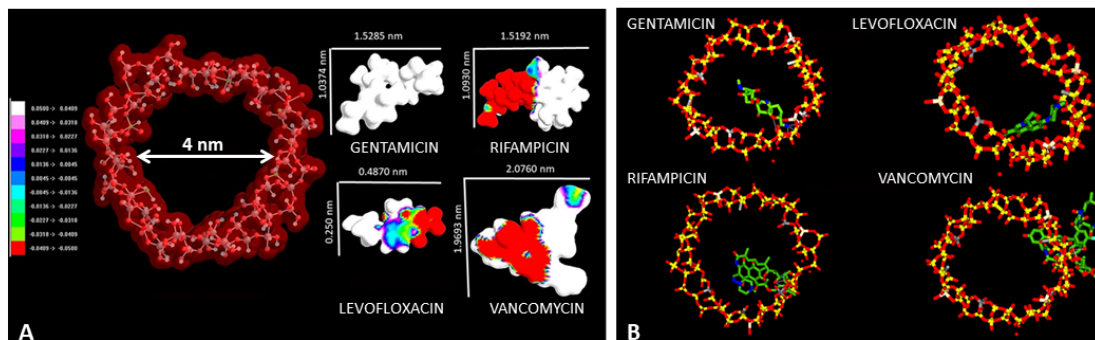 0.0500 -> 0.0409
0.0409 -> 0.0318
0.0318 -> 0.0227
0.0227 -> 0.0136
0.0136 -> 0.0045
0.0045 -> -0.0045
-0.0045 -> -0.0136
-0.0136 -> -0.0227
-0.0227 -> -0.0318
-0.0318 -> -0.0409
-0.0409 -> -0.0500
4 nm
1.5285 nm
1.0374 nm
GENTAMICIN
1.5192 nm
1.0930 nm
RIFAMPICIN
0.4870 nm
0.250 nm
LEVOFLOXACIN
2.0760 nm
1.9693 nm
VANCOMYCIN
A
GENTAMICIN
LEVOFLOXACIN
RIFAMPICIN
VANCOMYCIN
B